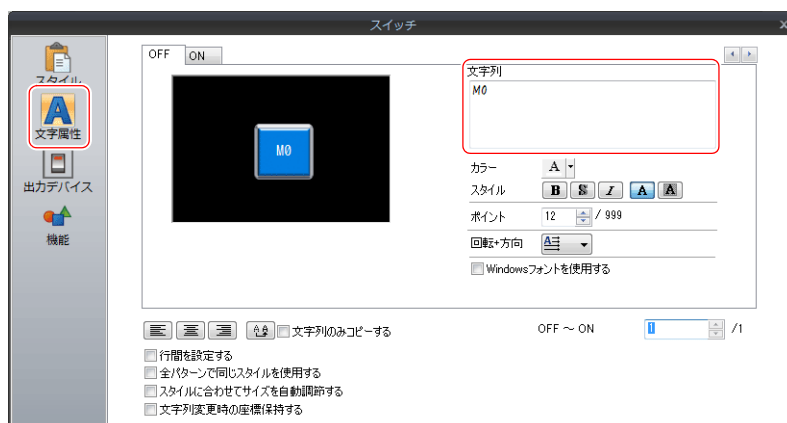 スイッチ
スタイル
文字属性
出力デバイス
機能
OFF ON
M0
文字列
M0
カラー A
スタイル B S I A A
ポイント 12 / 999
回転+方向 A
Windowsフォントを使用する
文字列のみコピーする
OFF ～ ON 1 /1
行間を設定する
全パターンで同じスタイルを使用する
スタイルに合わせてサイズを自動調節する
文字列変更時の座標保持する